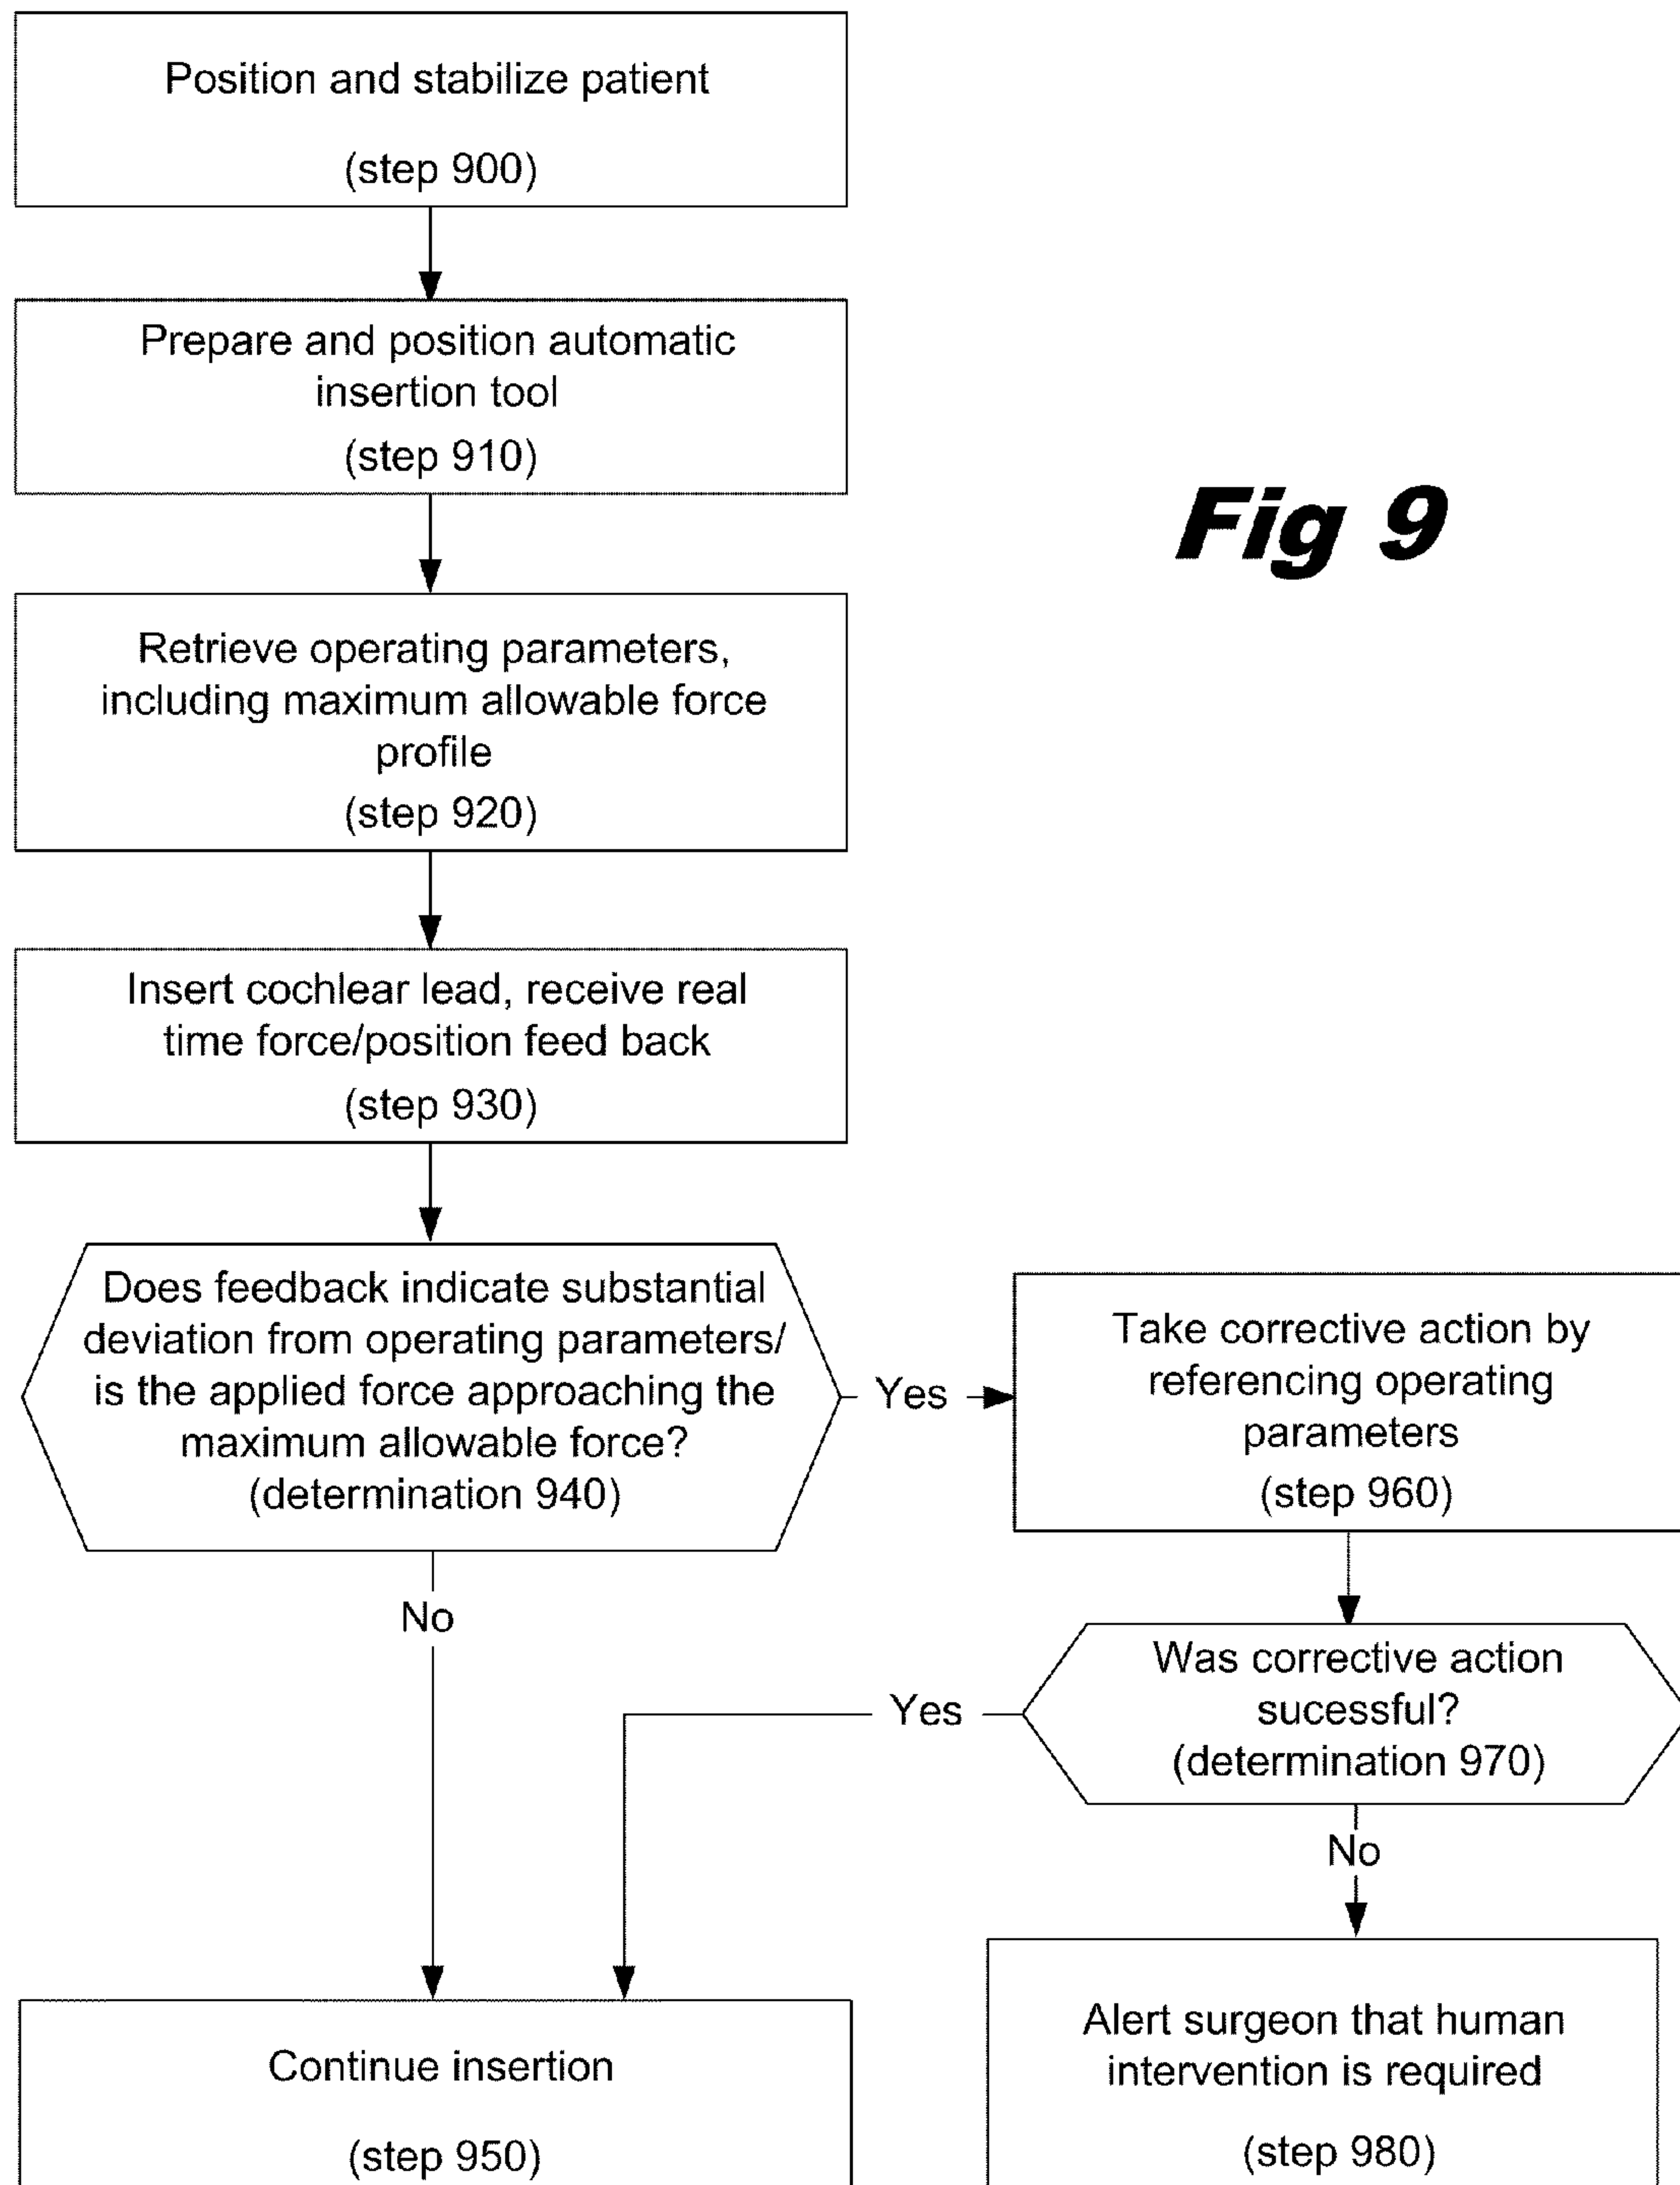 Position and stabilize patient
(step 900)
Prepare and position automatic
insertion tool
(step 910)
Fig 9
Retrieve operating parameters,
including maximum allowable force
profile
(step 920)
Insert cochlear lead, receive real
time force/position feed back
(step 930)
Does feedback indicate substantial
deviation from operating parameters/
is the applied force approaching the
maximum allowable force?
(determination 940)
Yes
Take corrective action by
referencing operating
parameters
(step 960)
No
Was corrective action
sucessful?
(determination 970)
Yes
No
Continue insertion
(step 950)
Alert surgeon that human
intervention is required
(step 980)